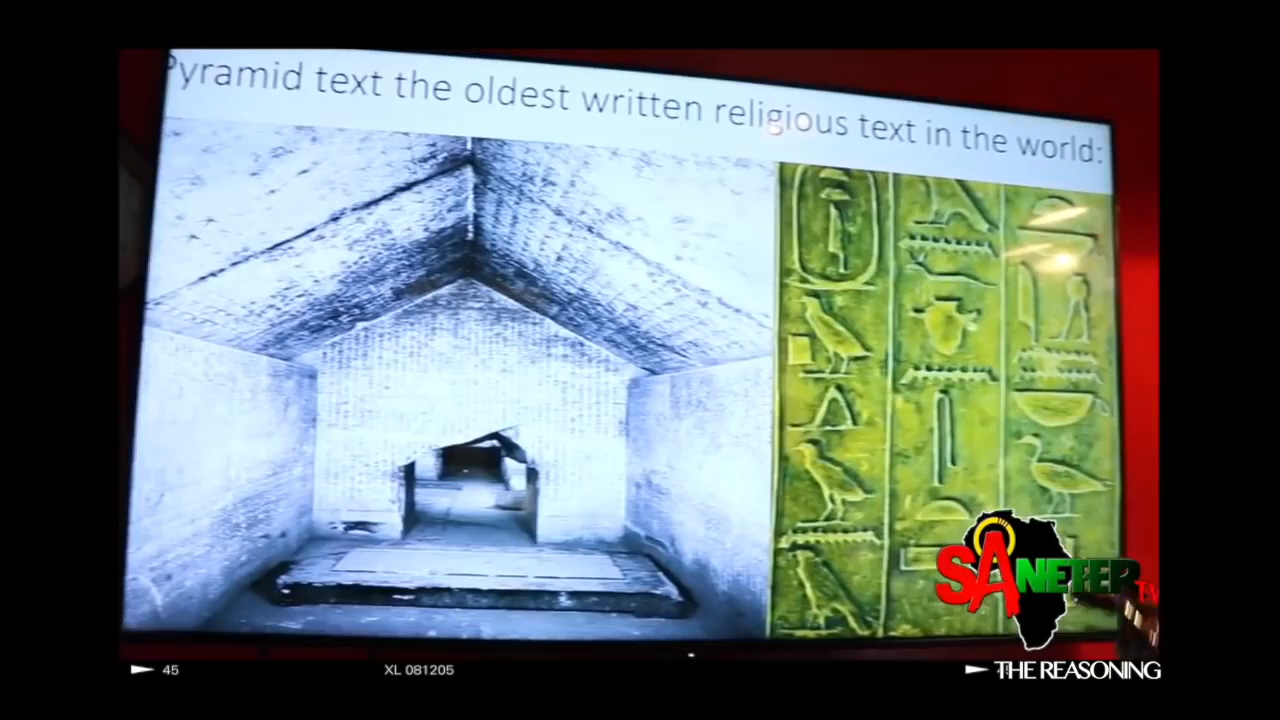 Pyramid text the oldest written religious text in the world:
SANETER TV
THE REASONING
45
XL 081205